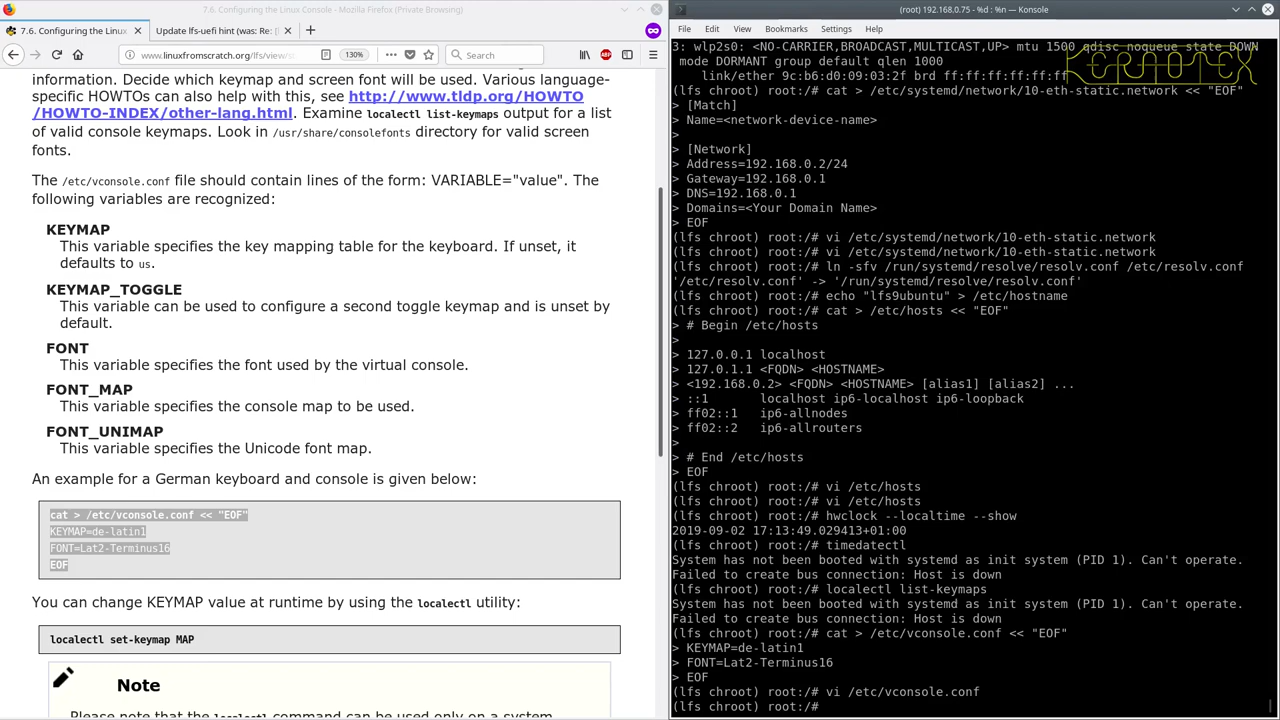 7.6. Configuring the Linux Console - Mozilla Firefox (Private Browsing)
7.6. Configuring the Linux
Update lfs-uefi hint (was: Re: [
www.linuxfromscratch.org/lfs/view/s
130%
Search
information. Decide which keymap and screen font will be used. Various language-
specific HOWTOs can also help with this, see http://www.tldp.org/HOWTO
/HOWTO-INDEX/other-lang.html. Examine localectl list-keymaps output for a list
of valid console keymaps. Look in /usr/share/consolefonts directory for valid screen
fonts.
The /etc/vconsole.conf file should contain lines of the form: VARIABLE="value". The
following variables are recognized:
KEYMAP
This variable specifies the key mapping table for the keyboard. If unset, it
defaults to us.
KEYMAP_TOGGLE
This variable can be used to configure a second toggle keymap and is unset by
default.
FONT
This variable specifies the font used by the virtual console.
FONT_MAP
This variable specifies the console map to be used.
FONT_UNIMAP
This variable specifies the Unicode font map.
An example for a German keyboard and console is given below:
cat > /etc/vconsole.conf << "EOF"
KEYMAP=de-latin1
FONT=Lat2-Terminus16
EOF
You can change KEYMAP value at runtime by using the localectl utility:
localectl set-keymap MAP
Note
Please note that the localectl command can be used only on a system
(root) 192.168.0.75 - %d : %n — Konsole
File Edit View Bookmarks Settings Help
3: wlp2s0: <NO-CARRIER,BROADCAST,MULTICAST,UP> mtu 1500 qdisc noqueue state DOWN
mode DORMANT group default qlen 1000
link/ether 9c:b6:d0:09:03:2f brd ff:ff:ff:ff:ff:ff
(lfs chroot) root:/# cat > /etc/systemd/network/10-eth-static.network << "EOF"
> [Match]
> Name=<network-device-name>
>
> [Network]
> Address=192.168.0.2/24
> Gateway=192.168.0.1
> DNS=192.168.0.1
> Domains=<Your Domain Name>
> EOF
(lfs chroot) root:/# vi /etc/systemd/network/10-eth-static.network
(lfs chroot) root:/# vi /etc/systemd/network/10-eth-static.network
(lfs chroot) root:/# ln -sfv /run/systemd/resolve/resolv.conf /etc/resolv.conf
'/etc/resolv.conf' -> '/run/systemd/resolve/resolv.conf'
(lfs chroot) root:/# echo "lfs9ubuntu" > /etc/hostname
(lfs chroot) root:/# cat > /etc/hosts << "EOF"
> # Begin /etc/hosts
>
> 127.0.0.1 localhost
> 127.0.1.1 <FQDN> <HOSTNAME>
> <192.168.0.2> <FQDN> <HOSTNAME> [alias1] [alias2] ...
> ::1 localhost ip6-localhost ip6-loopback
> ff02::1 ip6-allnodes
> ff02::2 ip6-allrouters
>
> # End /etc/hosts
> EOF
(lfs chroot) root:/# vi /etc/hosts
(lfs chroot) root:/# vi /etc/hosts
(lfs chroot) root:/# hwclock --localtime --show
2019-09-02 17:13:49.029413+01:00
(lfs chroot) root:/# timedatectl
System has not been booted with systemd as init system (PID 1). Can't operate.
Failed to create bus connection: Host is down
(lfs chroot) root:/# localectl list-keymaps
System has not been booted with systemd as init system (PID 1). Can't operate.
Failed to create bus connection: Host is down
(lfs chroot) root:/# cat > /etc/vconsole.conf << "EOF"
> KEYMAP=de-latin1
> FONT=Lat2-Terminus16
> EOF
(lfs chroot) root:/# vi /etc/vconsole.conf
(lfs chroot) root:/#